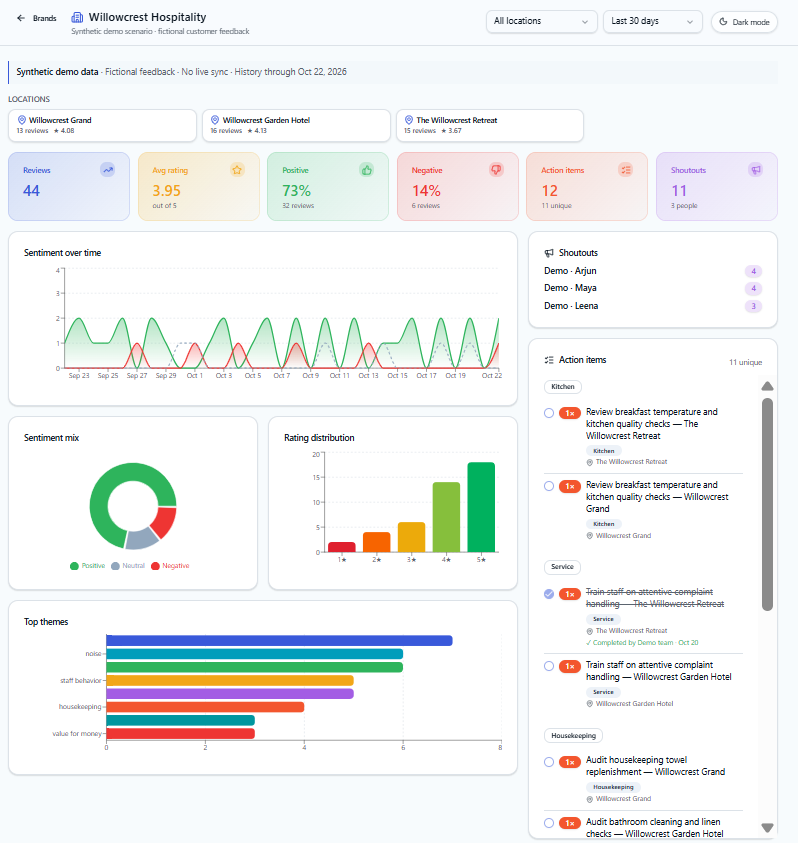 Brands
Willowcrest Hospitality
Synthetic demo scenario · fictional customer feedback
All locations
Last 30 days
Dark mode
Synthetic demo data · Fictional feedback · No live sync · History through Oct 22, 2026
LOCATIONS
Willowcrest Grand
13 reviews ★ 4.08
Willowcrest Garden Hotel
16 reviews ★ 4.13
The Willowcrest Retreat
15 reviews ★ 3.67
Reviews
44
Avg rating
3.95
out of 5
Positive
73%
32 reviews
Negative
14%
6 reviews
Action items
12
11 unique
Shoutouts
11
3 people
Sentiment over time
4
3
2
1
0
Sep 23 Sep 25 Sep 27 Sep 29 Oct 1 Oct 3 Oct 5 Oct 7 Oct 9 Oct 11 Oct 13 Oct 15 Oct 17 Oct 19 Oct 22
Sentiment mix
Positive Neutral Negative
Rating distribution
20
15
10
5
0
1★ 2★ 3★ 4★ 5★
Top themes
noise
staff behavior
housekeeping
value for money
0 2 4 6 8
Shoutouts
Demo · Arjun 4
Demo · Maya 4
Demo · Leena 3
Action items
11 unique
Kitchen
1×
Review breakfast temperature and
kitchen quality checks — The
Willowcrest Retreat
Kitchen
The Willowcrest Retreat
1×
Review breakfast temperature and
kitchen quality checks — Willowcrest
Grand
Kitchen
Willowcrest Grand
Service
1×
Train staff on attentive complaint
handling — The Willowcrest Retreat
Service
The Willowcrest Retreat
✓ Completed by Demo team · Oct 20
1×
Train staff on attentive complaint
handling — Willowcrest Garden Hotel
Service
Willowcrest Garden Hotel
Housekeeping
1×
Audit housekeeping towel
replenishment — Willowcrest Grand
Housekeeping
Willowcrest Grand
1×
Audit bathroom cleaning and linen
checks — Willowcrest Garden Hotel